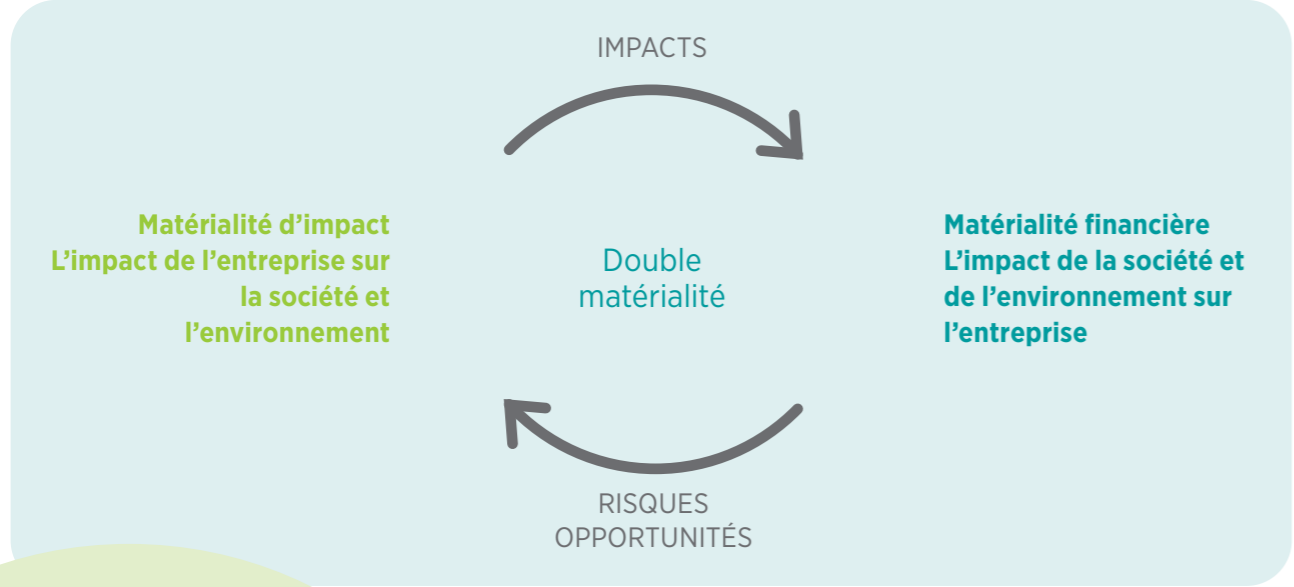 IMPACTS
Matérialité d’impact
L’impact de l’entreprise sur
la société et
l’environnement
Double
matérialité
Matérialité financière
L’impact de la société et
de l’environnement sur
l’entreprise
RISQUES
OPPORTUNITÉS